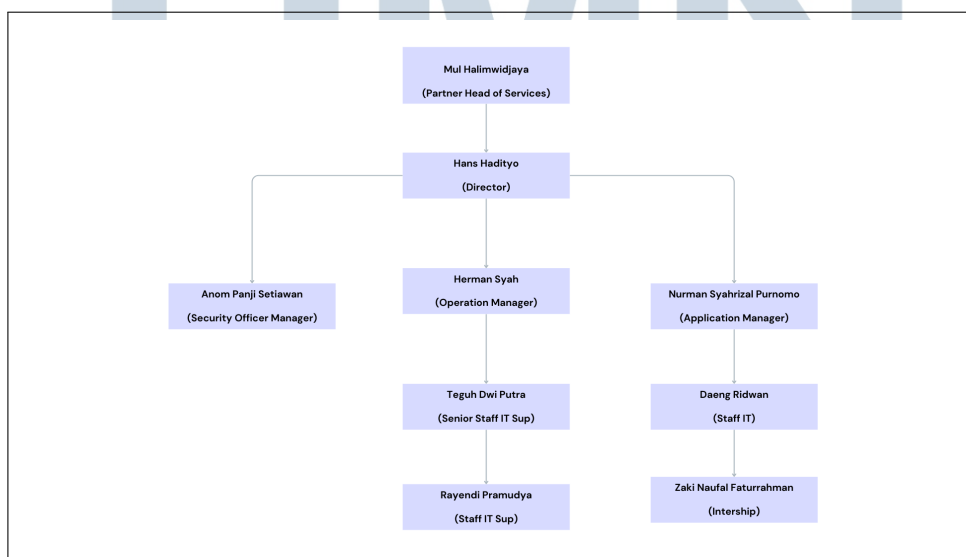 Mul Halimwidjaya
(Partner Head of Services)
Hans Hadityo
(Director)
Anom Panji Setiawan
(Security Officer Manager)
Herman Syah
(Operation Manager)
Nurman Syahrizal Purnomo
(Application Manager)
Teguh Dwi Putra
(Senior Staff IT Sup)
Daeng Ridwan
(Staff IT)
Rayendi Pramudya
(Staff IT Sup)
Zaki Naufal Faturrahman
(Intership)